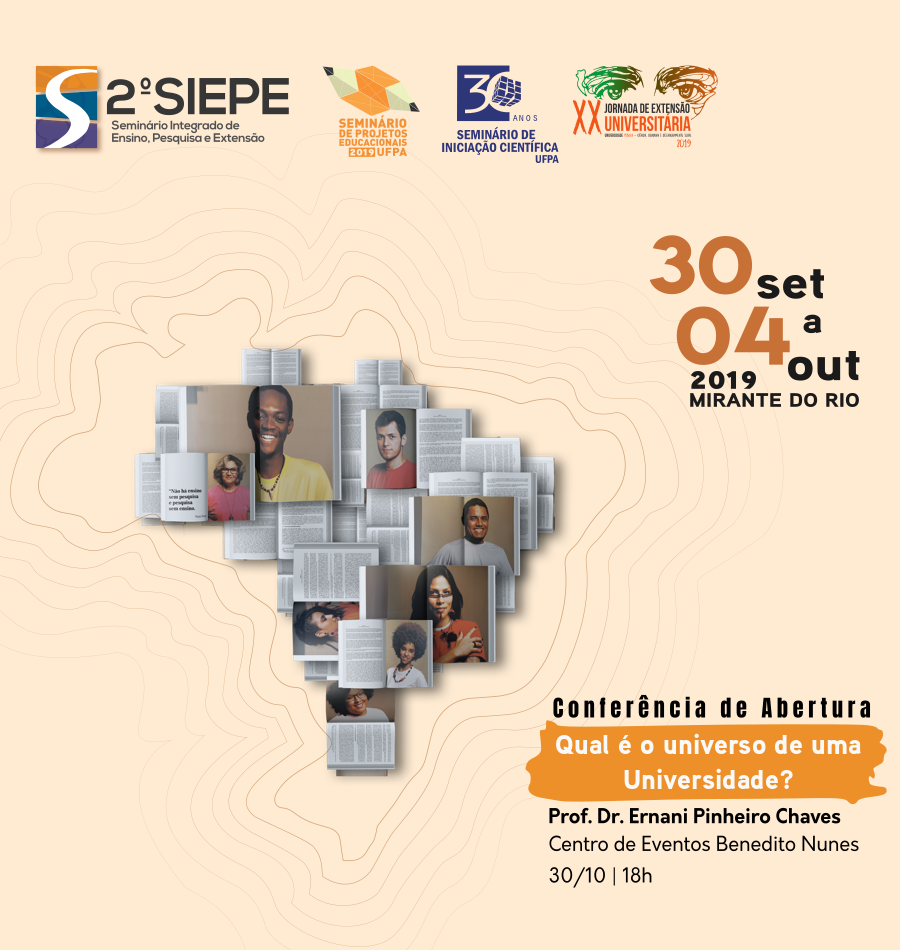 2º SIEPE
Seminário Integrado de
Ensino, Pesquisa e Extensão
SEMINÁRIO
DE PROJETOS
EDUCACIONAIS
2019 UFPA
30
ANOS
SEMINÁRIO DE
INICIAÇÃO CIENTÍFICA
UFPA
XX JORNADA DE EXTENSÃO
UNIVERSITÁRIA
2019
30 set
a
04 out
2019
MIRANTE DO RIO
"Não há ensino
sem pesquisa
e pesquisa
sem ensino.
Conferência de Abertura
Qual é o universo de uma
Universidade?
Prof. Dr. Ernani Pinheiro Chaves
Centro de Eventos Benedito Nunes
30/10 | 18h